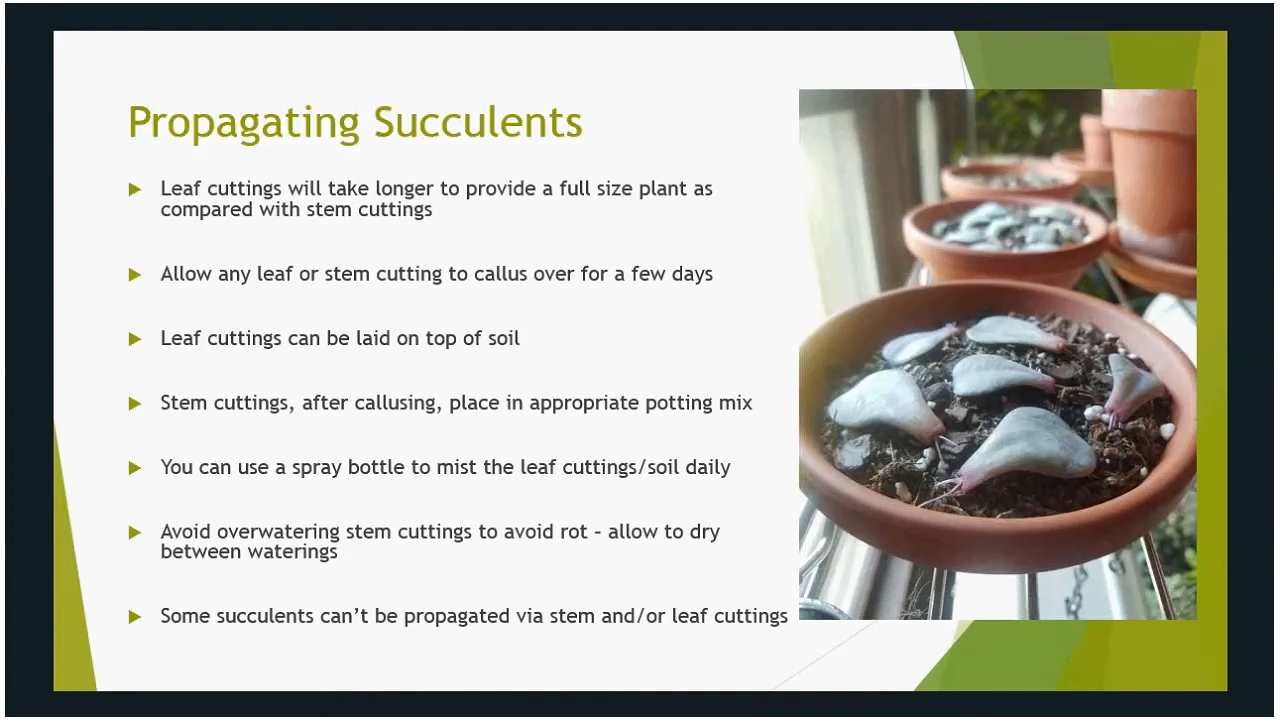 Propagating Succulents
Leaf cuttings will take longer to provide a full size plant as
compared with stem cuttings
Allow any leaf or stem cutting to callus over for a few days
Leaf cuttings can be laid on top of soil
Stem cuttings, after callusing, place in appropriate potting mix
You can use a spray bottle to mist the leaf cuttings/soil daily
Avoid overwatering stem cuttings to avoid rot – allow to dry
between waterings
Some succulents can’t be propagated via stem and/or leaf cuttings